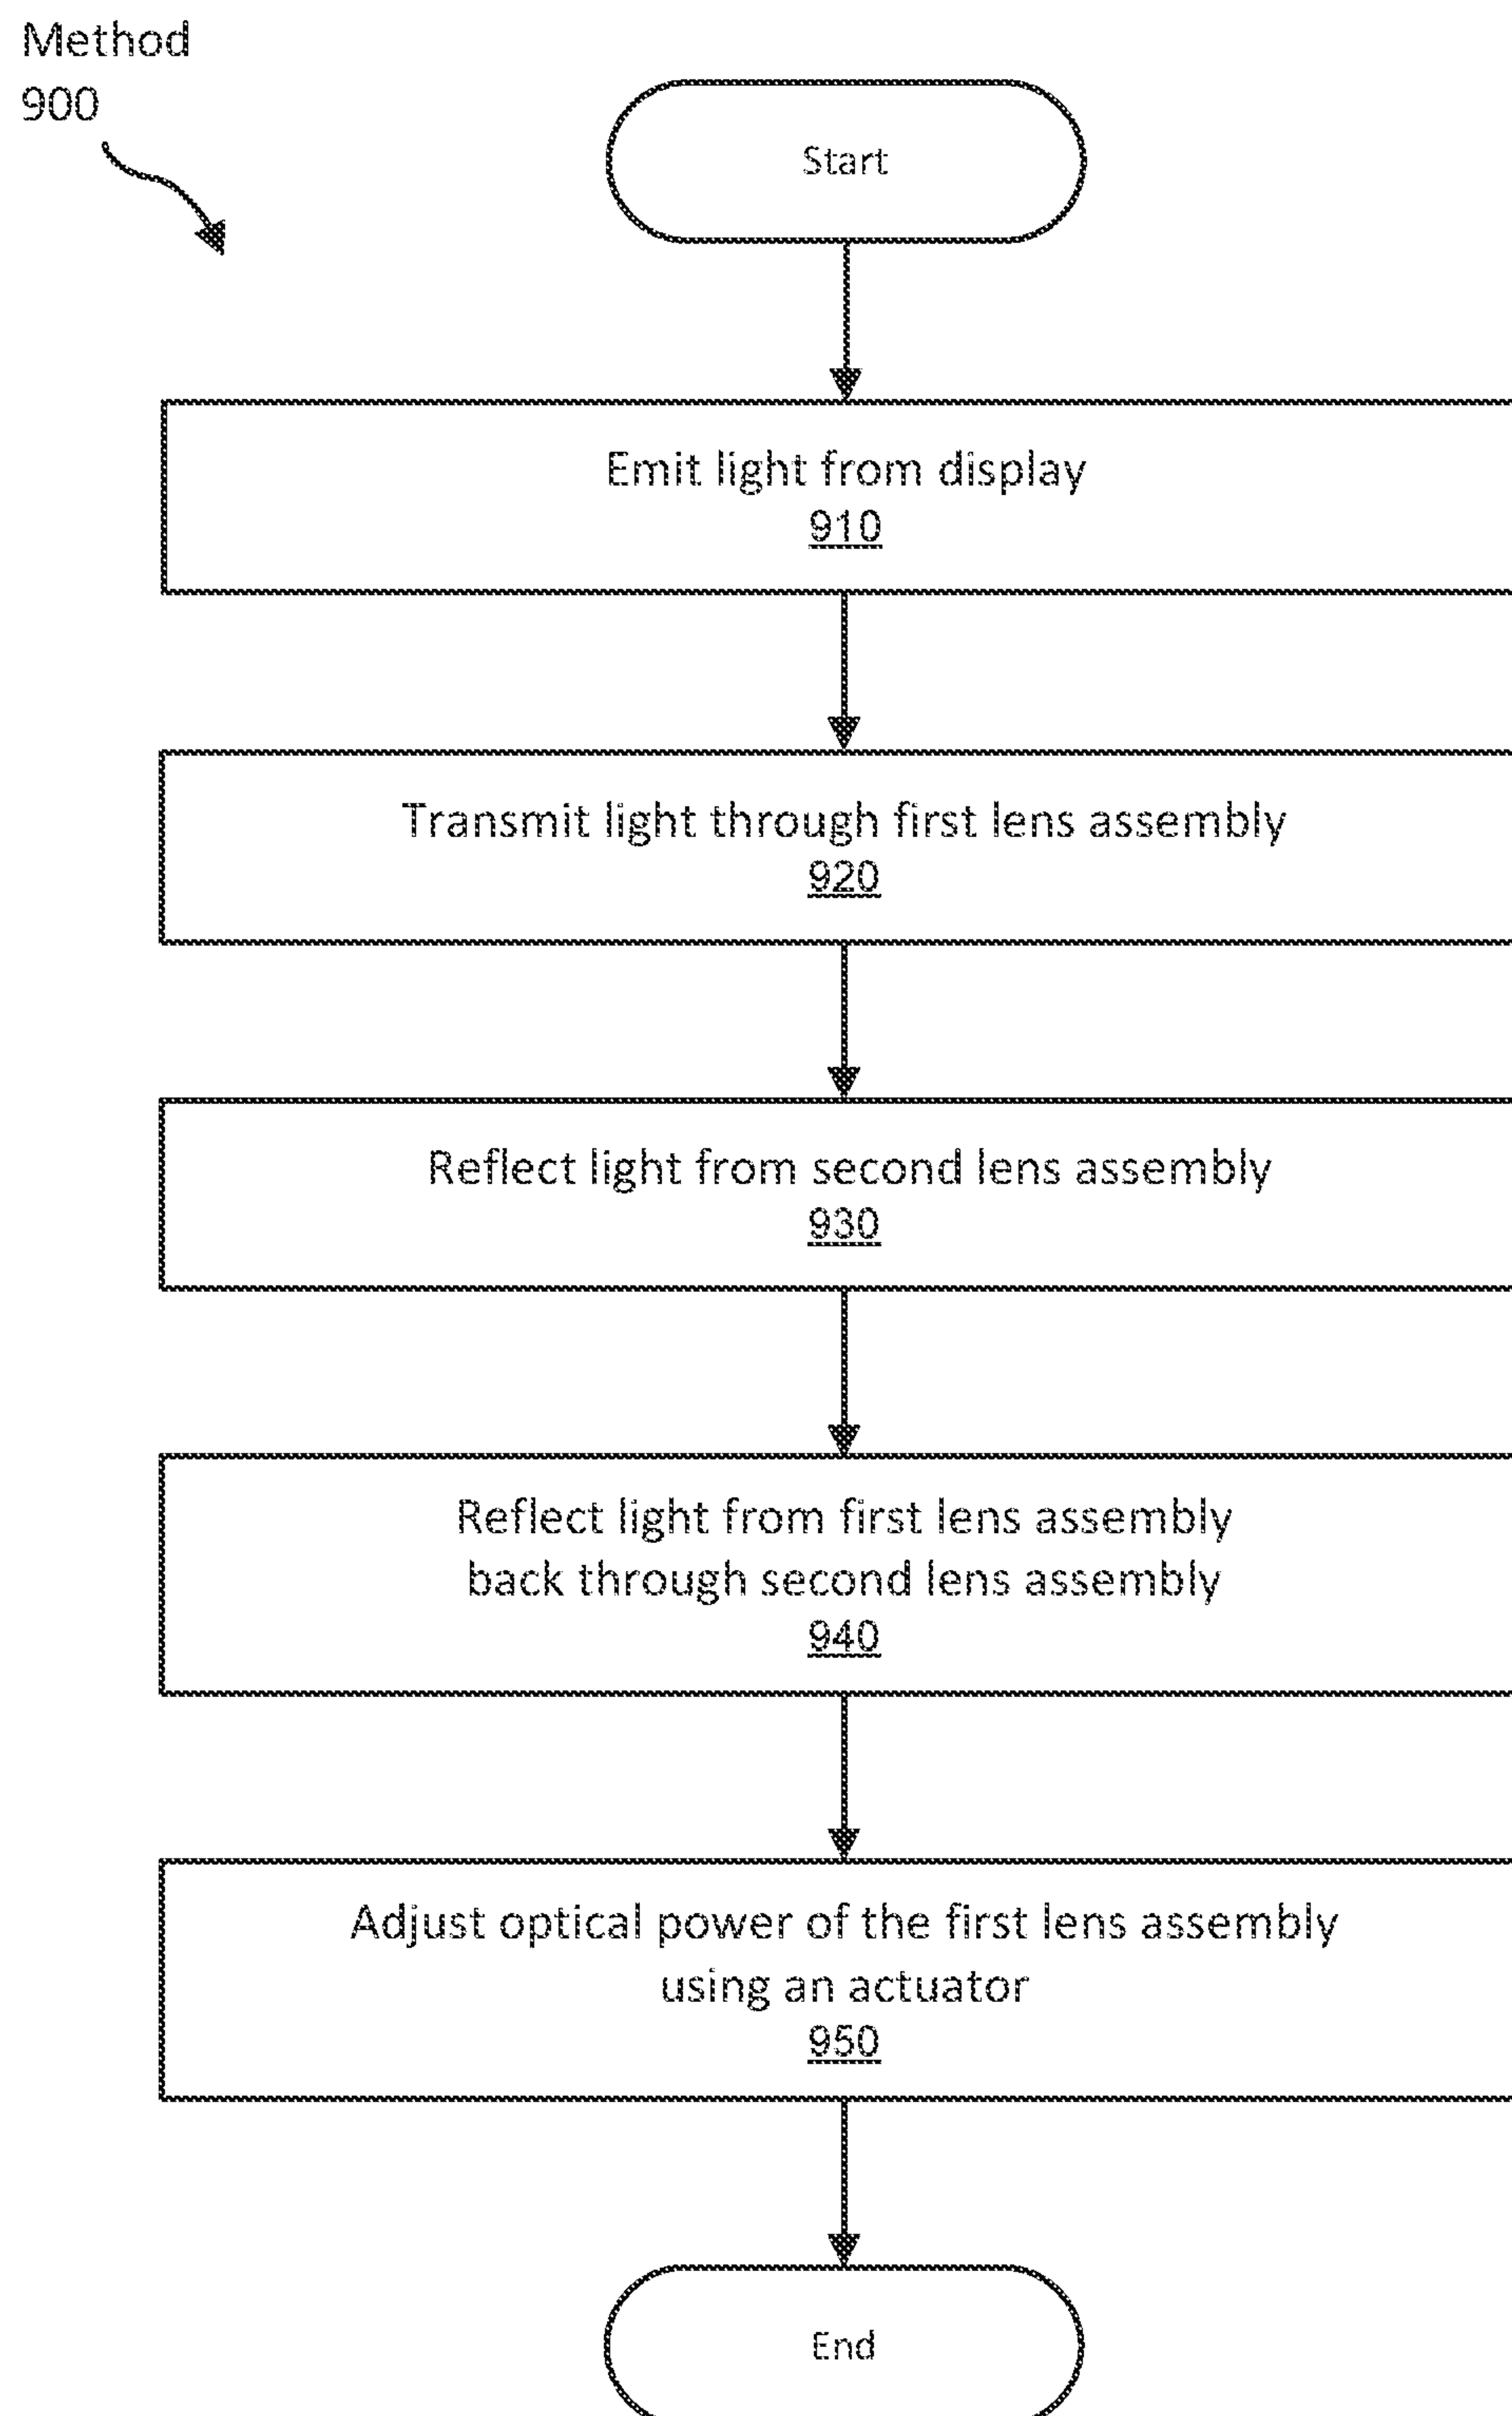 Method
900
Start
Emit light from display
910
Transmit light through first lens assembly
920
Reflect light from second lens assembly
930
Reflect light from first lens assembly
back through second lens assembly
940
Adjust optical power of the first lens assembly
using an actuator
950
End